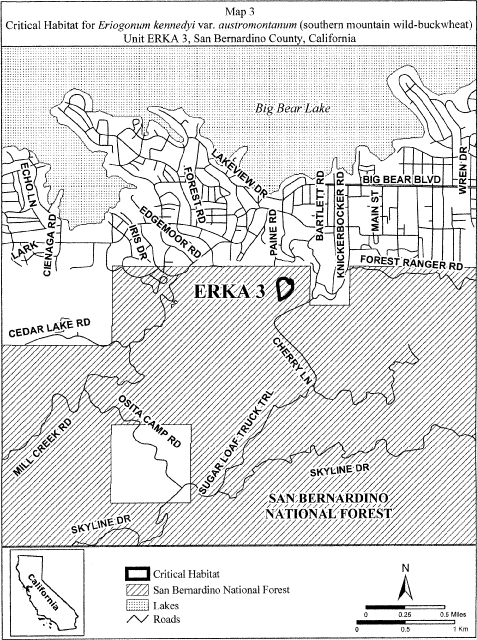 Map 3
Critical Habitat for Eriogonum kennedyi var. austromontanum (southern mountain wild-buckwheat)
Unit ERKA 3, San Bernardino County, California
Big Bear Lake
ECHO LN
LARK
CIENAGA RD
IRIS DR
EDGEMOOR RD
FOREST RD
LAKEVIEW DR
PAINE RD
BARTLETT RD
KNICKERBOCKER RD
MAIN ST
BIG BEAR BLVD
WREN DR
FOREST RANGER RD
ERKA 3
CEDAR LAKE RD
CHERRY LN
OSITA CAMP RD
MILL CREEK RD
SUGAR LOAF TRUCK TRL
SKYLINE DR
SKYLINE DR
SAN BERNARDINO
NATIONAL FOREST
California
Critical Habitat
San Bernardino National Forest
Lakes
Roads
N
0 0.25 0.5 Miles
0 0.5 1 Km